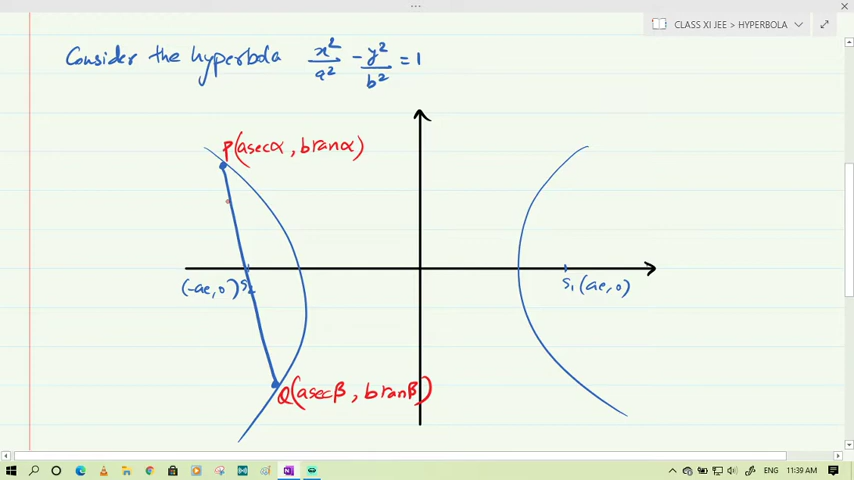 CLASS XI JEE > HYPERBOLA
Consider the hyperbola x²/a² - y²/b² = 1
P(asecα, btanα)
(-ae,0) S₂
S₁ (ae,0)
Q(asecβ, btanβ)
ENG 11:39 AM